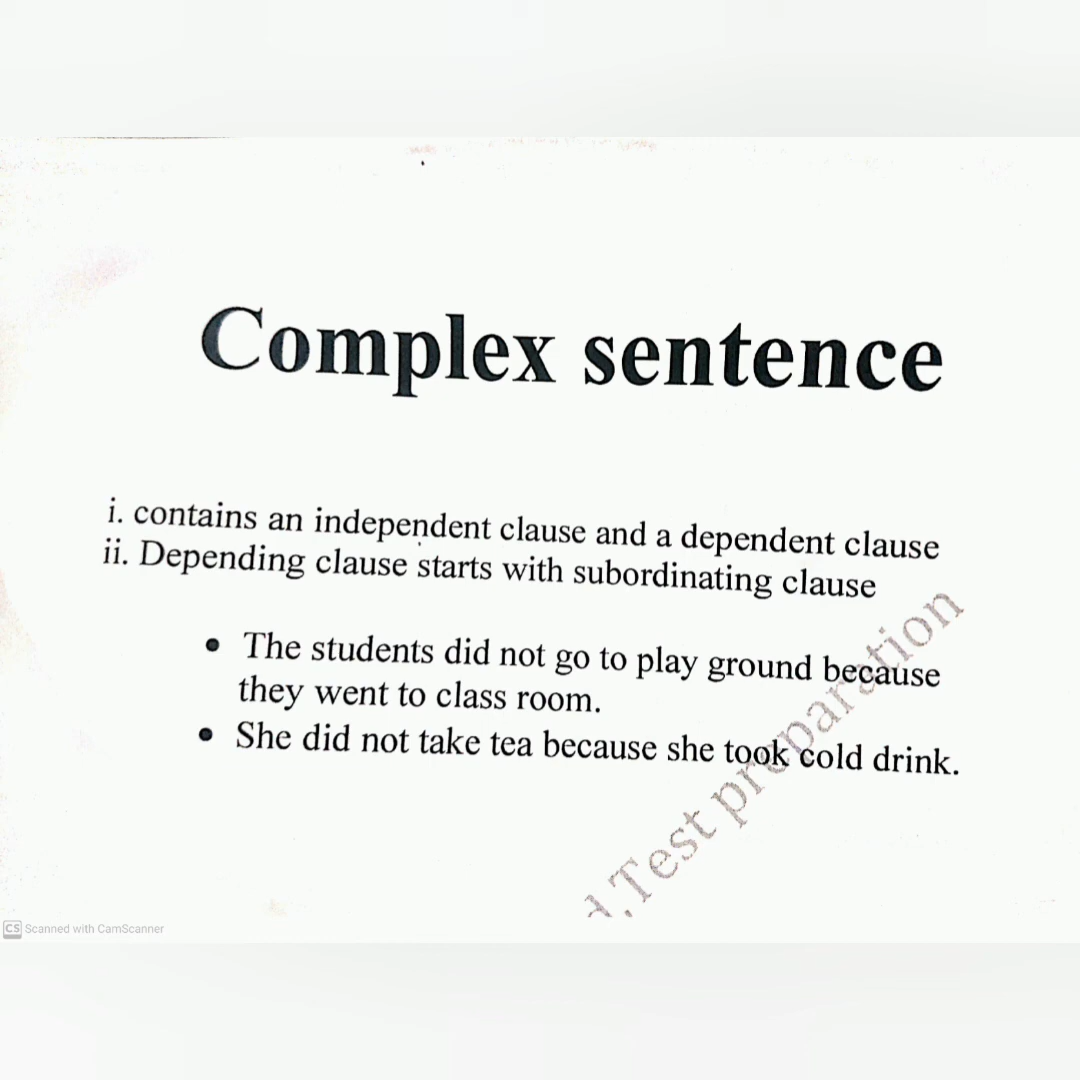 Complex sentence
i. contains an independent clause and a dependent clause
ii. Depending clause starts with subordinating clause
• The students did not go to play ground because
they went to class room.
• She did not take tea because she took cold drink.
Test preparation
CS Scanned with CamScanner